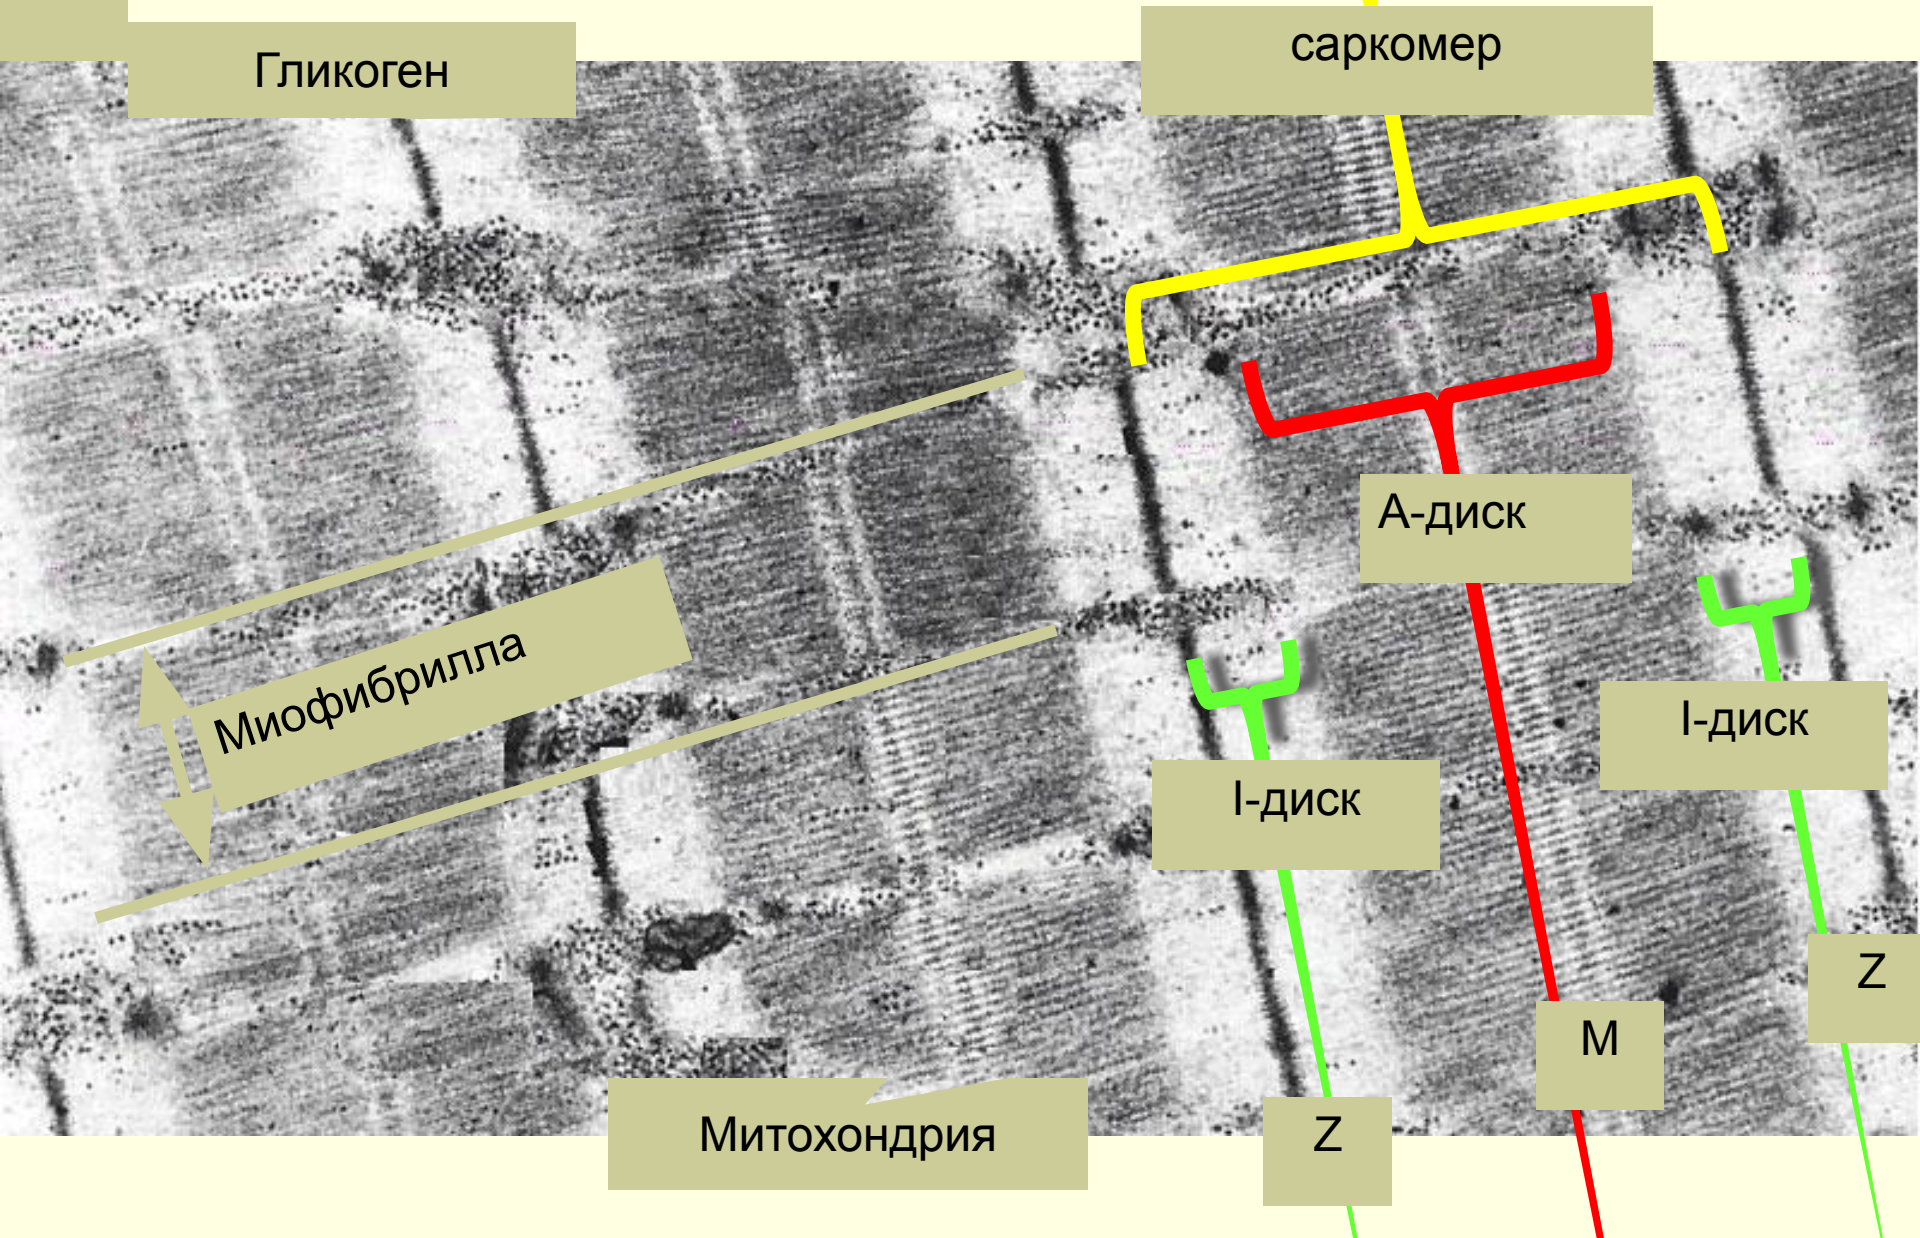 Гликоген
саркомер
А-диск
Миофибрилла
I-диск
I-диск
Z
М
Митохондрия
Z